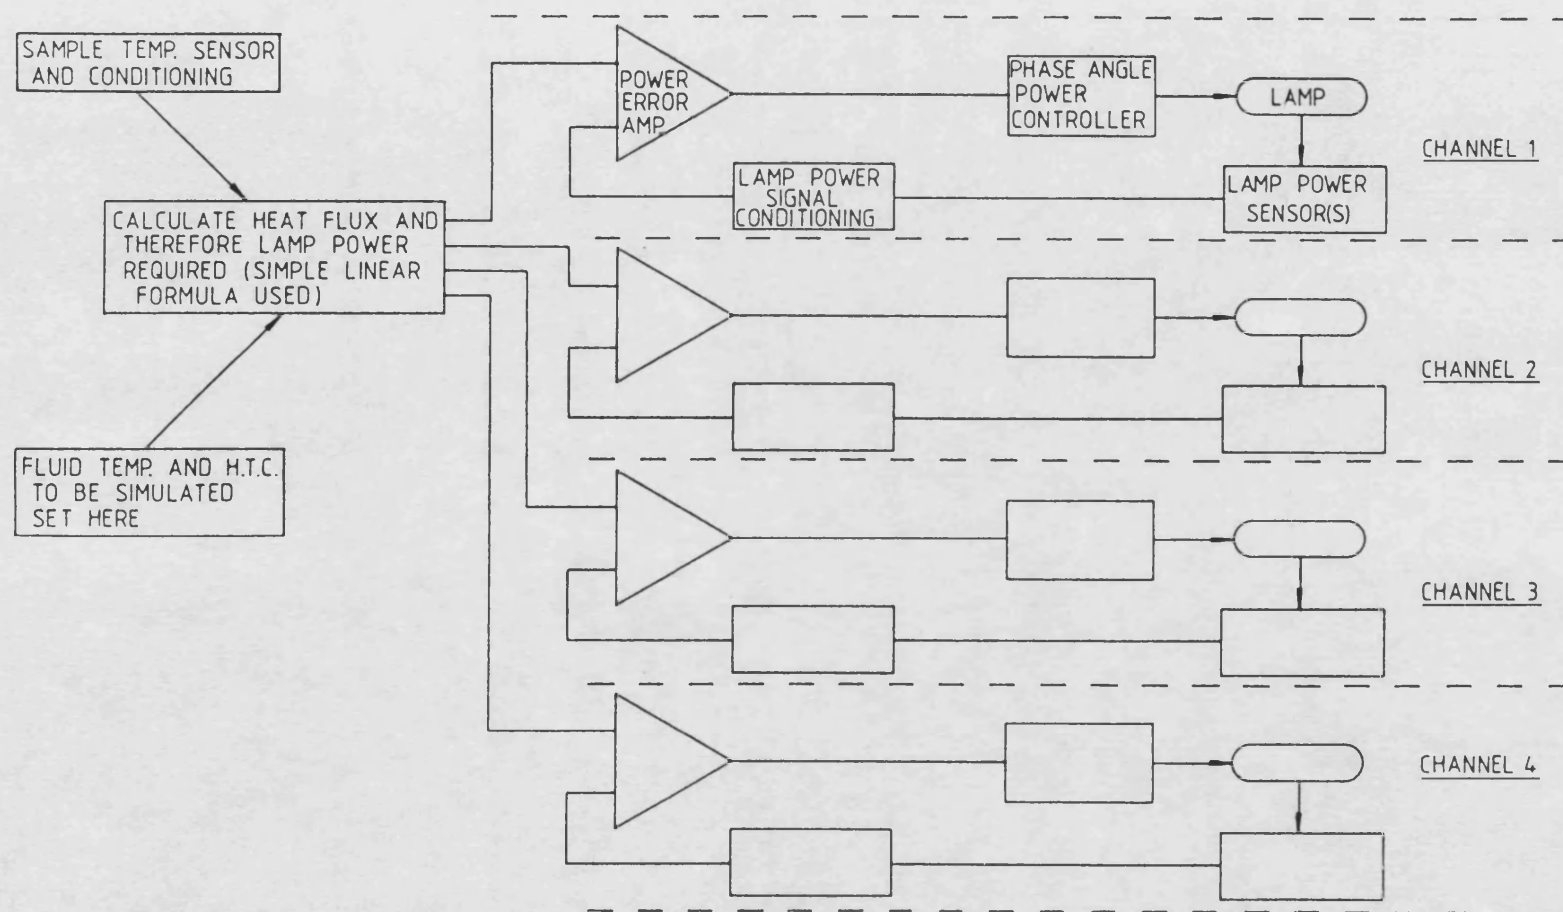 SAMPLE TEMP. SENSOR
AND CONDITIONING
CALCULATE HEAT FLUX AND
THEREFORE LAMP POWER
REQUIRED (SIMPLE LINEAR
FORMULA USED)
FLUID TEMP. AND H.T.C.
TO BE SIMULATED
SET HERE
POWER
ERROR
AMP.
PHASE ANGLE
POWER
CONTROLLER
LAMP
LAMP POWER
SIGNAL
CONDITIONING
LAMP POWER
SENSOR(S)
CHANNEL 1
CHANNEL 2
CHANNEL 3
CHANNEL 4